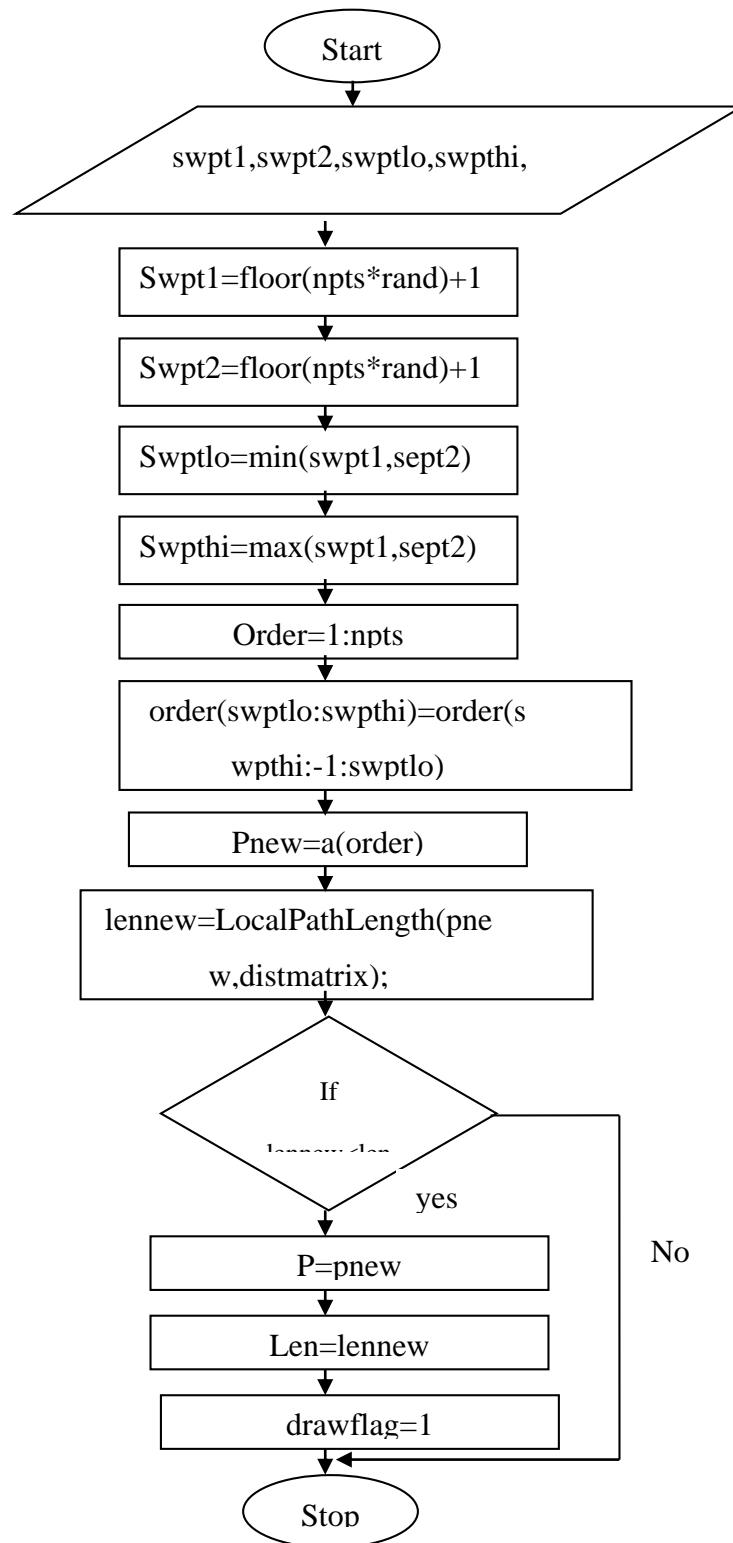 Start
swpt1,swpt2,swptlo,swpthi,
Swpt1=floor(npts*rand)+1
Swpt2=floor(npts*rand)+1
Swptlo=min(swpt1,sept2)
Swpthi=max(swpt1,sept2)
Order=1:npts
order(swptlo:swpthi)=order(s
wpthi:-1:swptlo)
Pnew=a(order)
lennew=LocalPathLength(pne
w,distmatrix);
If
lennew<len
yes
No
P=pnew
Len=lennew
drawflag=1
Stop